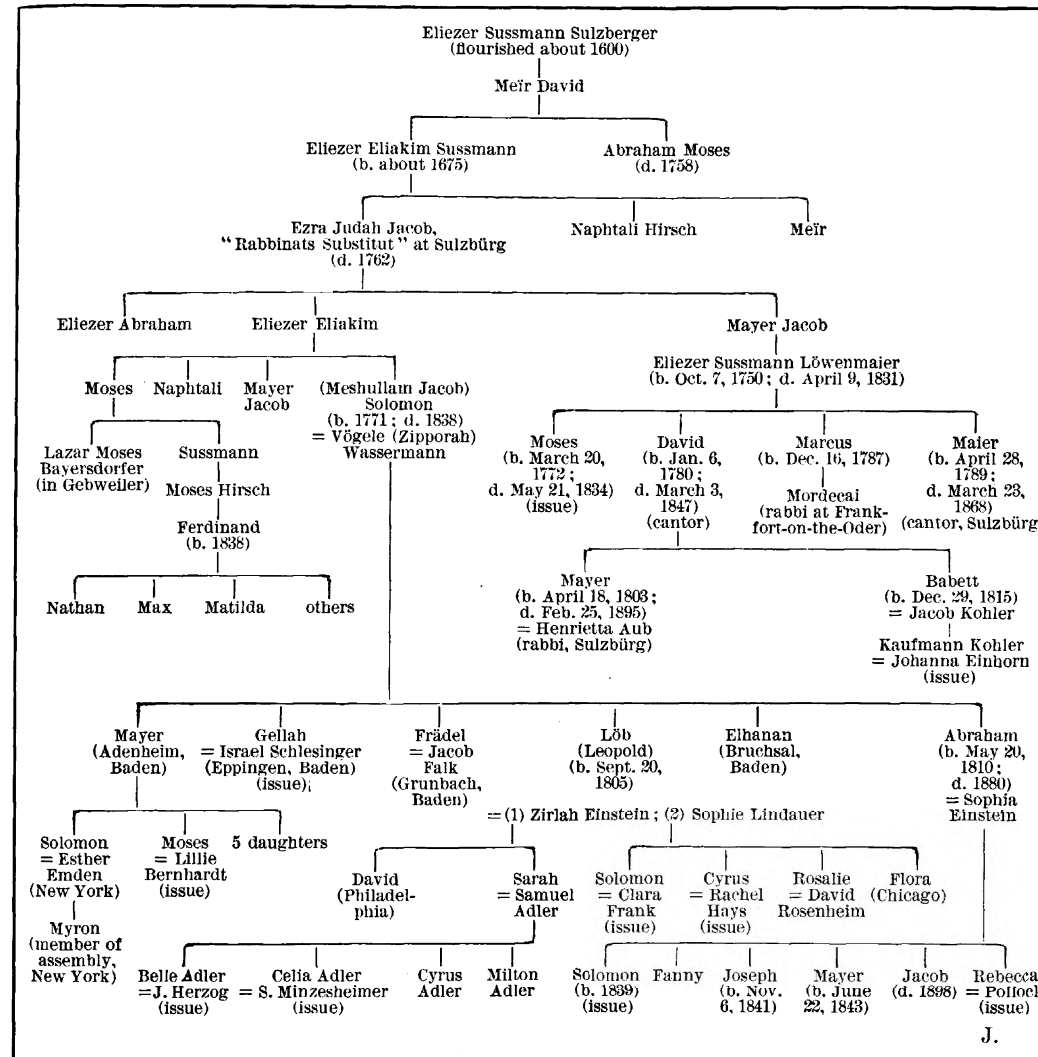 Eliezer Sussmann Sulzberger
(flourished about 1600)
Meïr David
Eliezer Eliakim Sussmann
(b. about 1675)
Abraham Moses
(d. 1758)
Ezra Judah Jacob,
"Rabbinats Substitut" at Sulzbürg
(d. 1762)
Naphtali Hirsch
Meïr
Eliezer Abraham
Eliezer Eliakim
Mayer Jacob
Eliezer Sussmann Löwenmaier
(b. Oct. 7, 1750; d. April 9, 1831)
Moses
Naphtali
Mayer
Jacob
(Meshullam Jacob)
Solomon
(b. 1771; d. 1838)
= Vögele (Zipporah)
Wassermann
Lazar Moses
Bayersdorfer
(in Gebweiler)
Sussmann
Moses Hirsch
Ferdinand
(b. 1838)
Nathan
Max
Matilda
others
Moses
(b. March 20,
1772;
d. May 21, 1834)
(issue)
David
(b. Jan. 6,
1780;
d. March 3,
1847)
(cantor)
Marcus
(b. Dec. 16, 1787)
Mordecai
(rabbi at Frank-
fort-on-the-Oder)
Maier
(b. April 28,
1789;
d. March 23,
1868)
(cantor, Sulzbürg
Mayer
(b. April 18, 1803;
d. Feb. 25, 1895)
= Henrietta Aub
(rabbi, Sulzbürg)
Babett
(b. Dec. 29, 1815)
= Jacob Kohler
Kaufmann Kohler
= Johanna Einhorn
(issue)
Mayer
(Adenheim,
Baden)
Gellah
= Israel Schlesinger
(Eppingen, Baden)
(issue)
Frädel
= Jacob
Falk
(Grunbach,
Baden)
Löb
(Leopold)
(b. Sept. 20,
1805)
Elhanan
(Bruchsal,
Baden)
Abraham
(b. May 20,
1810;
d. 1880)
= Sophia
Einstein
= (1) Zirlah Einstein; (2) Sophie Lindauer
Solomon
= Esther
Emden
(New York)
Moses
= Lillie
Bernhardt
(issue)
5 daughters
Myron
(member of
assembly,
New York)
David
(Philadel-
phia)
Sarah
= Samuel
Adler
Solomon
= Clara
Frank
(issue)
Cyrus
= Rachel
Hays
(issue)
Rosalie
= David
Rosenheim
Flora
(Chicago)
Belle Adler
= J. Herzog
(issue)
Celia Adler
= S. Minzesheimer
(issue)
Cyrus
Adler
Milton
Adler
Solomon
(b. 1839)
(issue)
Fanny
Joseph
(b. Nov.
6, 1841)
Mayer
(b. June
22, 1843)
Jacob
(d. 1898)
Rebecca
= Pollock
(issue)
J.